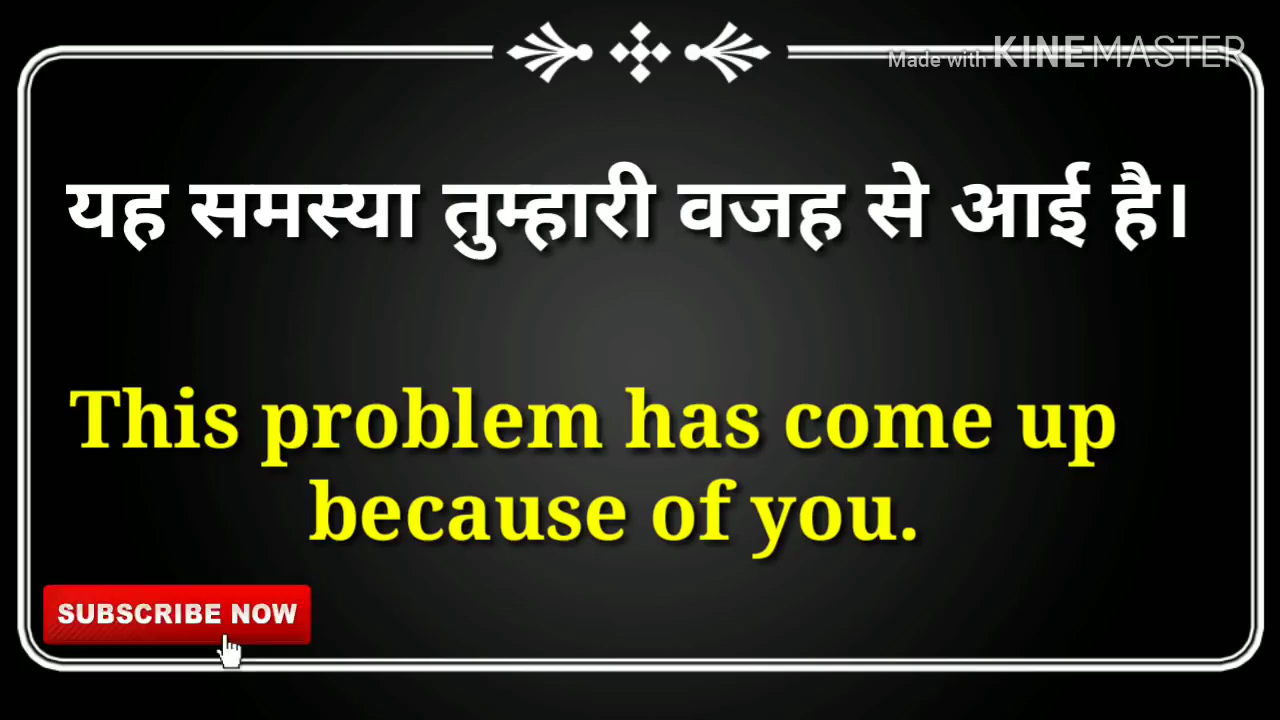 Made with KINEMASTER
यह समस्या तुम्हारी वजह से आई है।
This problem has come up
because of you.
SUBSCRIBE NOW